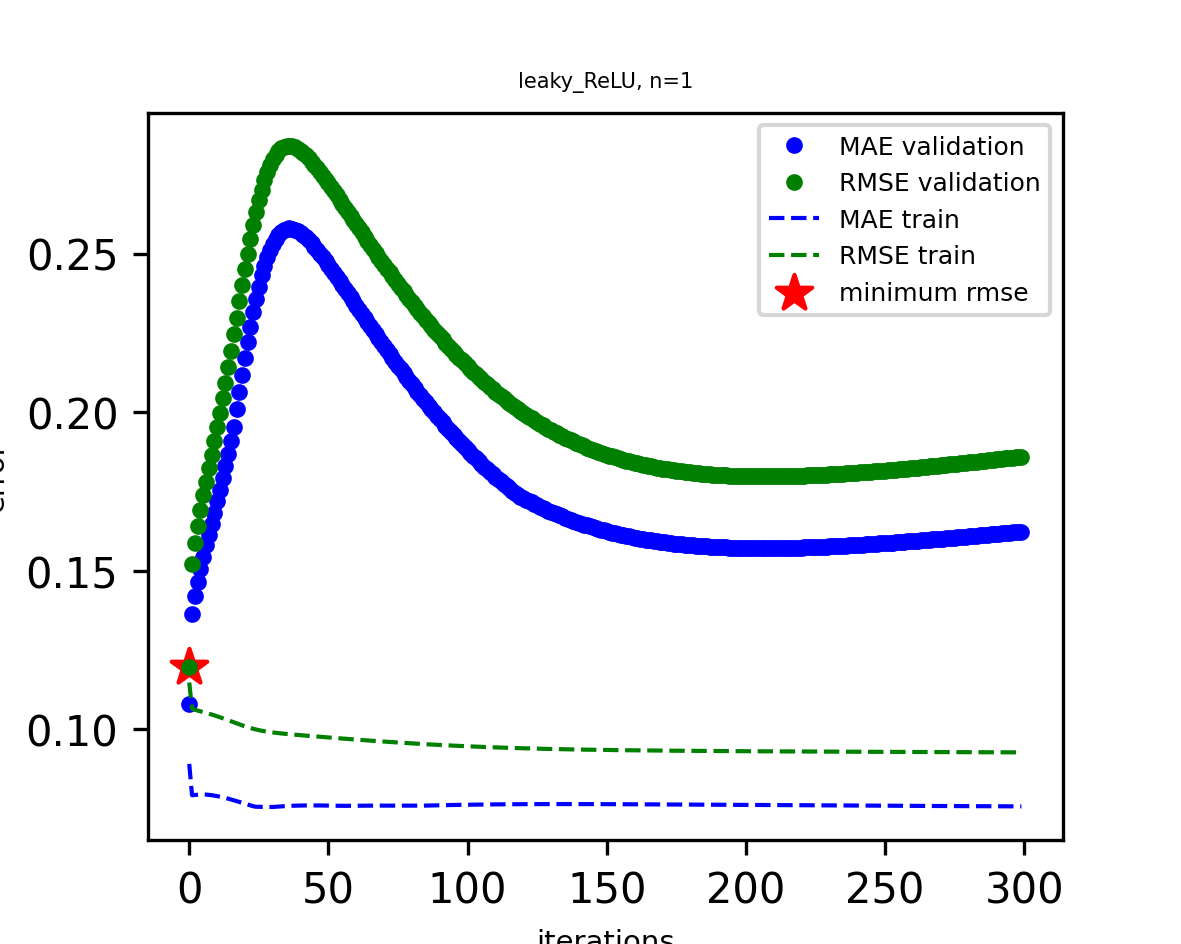 leaky_ReLU, n=1
MAE validation
RMSE validation
MAE train
RMSE train
minimum rmse
0.25
0.20
0.15
0.10
0 50 100 150 200 250 300
iterations